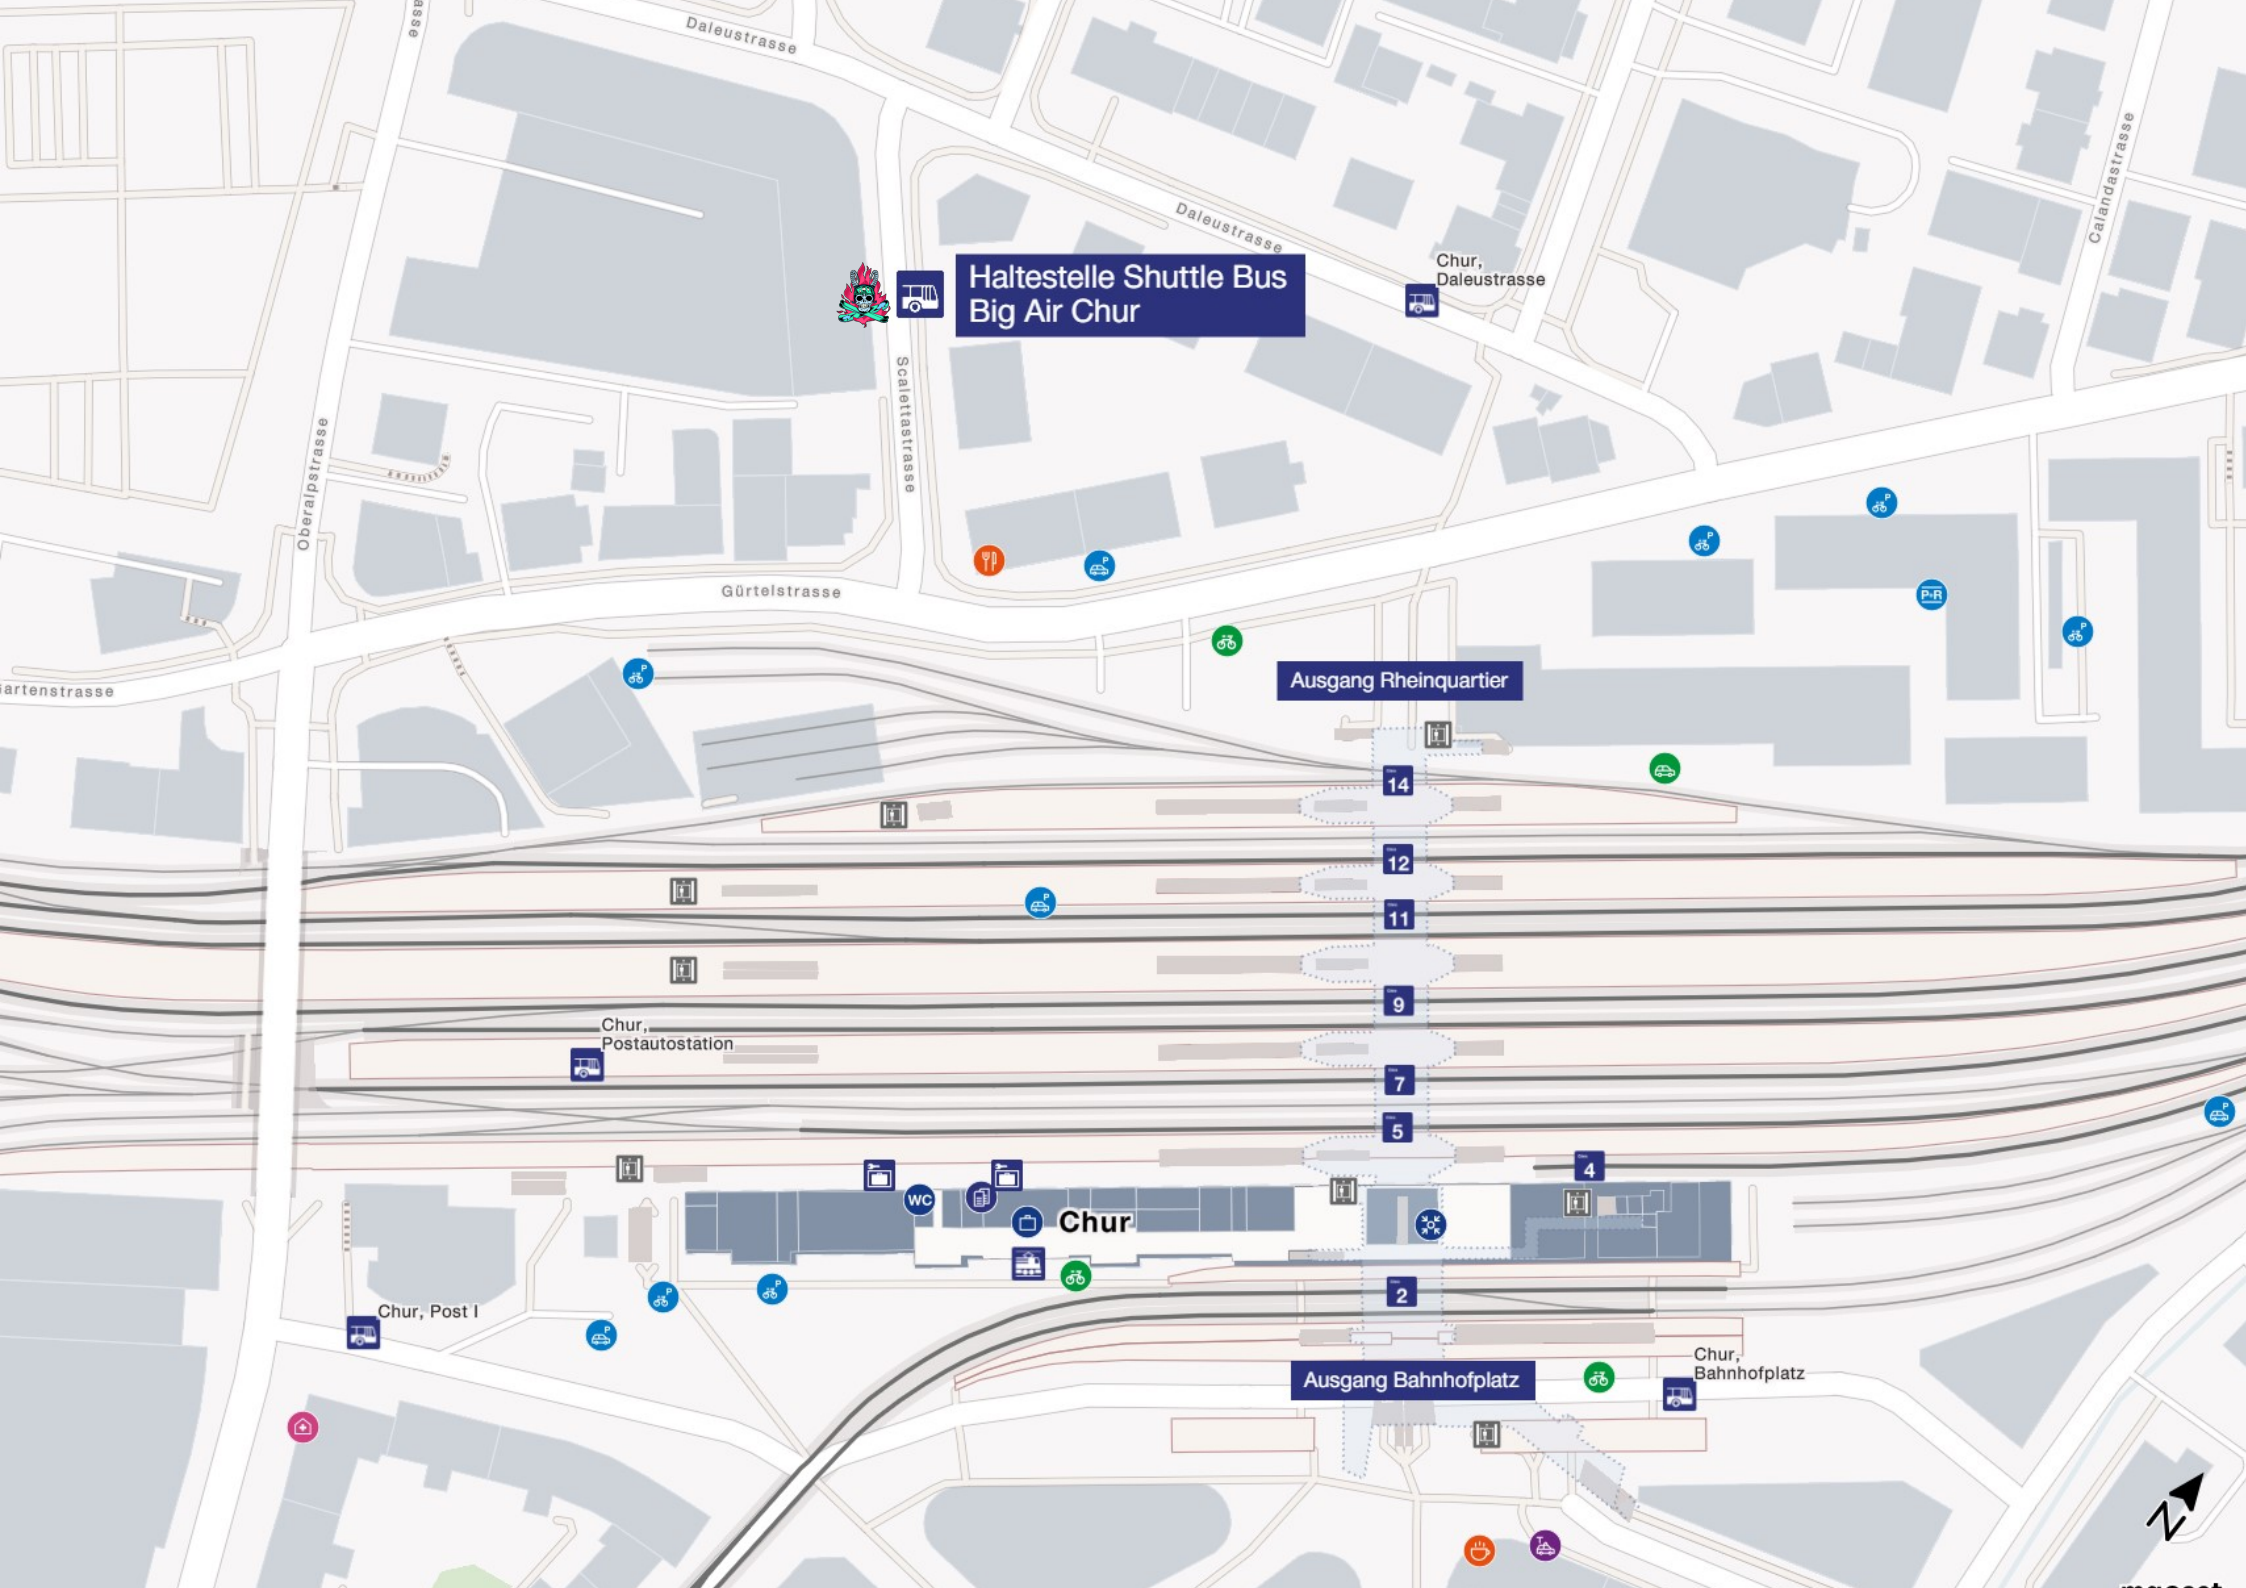 Daleustrasse
Daleustrasse
Calandastrasse
Haltestelle Shuttle Bus
Big Air Chur
Chur,
Daleustrasse
Scalettastrasse
Oberalpstrasse
P
P
P
P+R
P
Gürtelstrasse
P
artenstrasse
Ausgang Rheinquartier
14
12
P
11
9
Chur,
Postautostation
7
5
P
4
WC
Chur
2
P
P
P
Chur, Post I
Ausgang Bahnhofplatz
Chur,
Bahnhofplatz
N